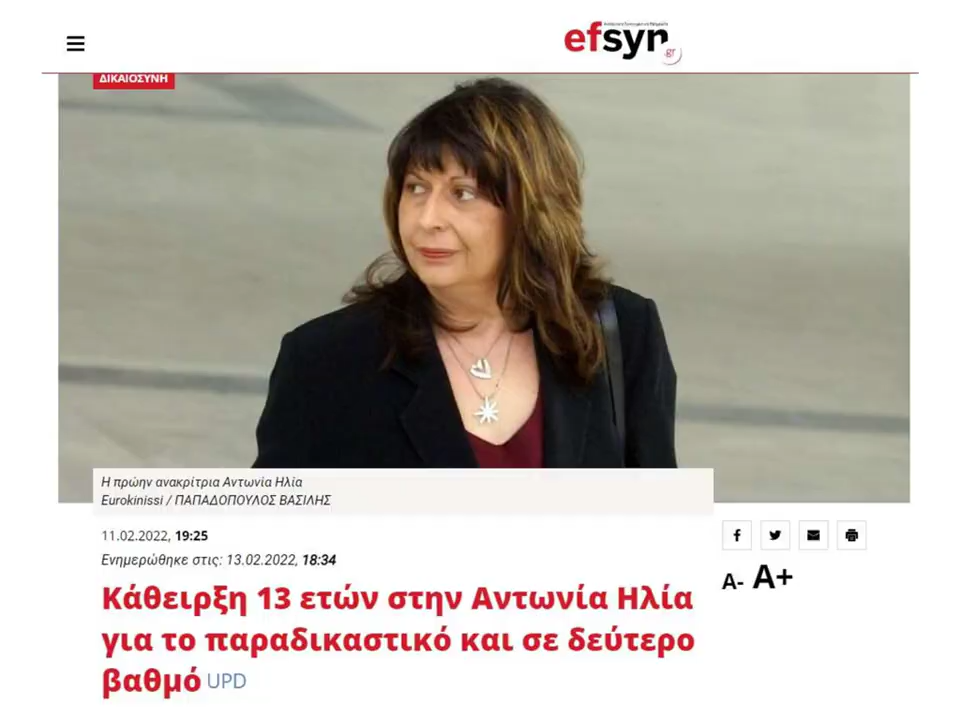 efsyn.gr
ΔΙΚΑΙΟΣΥΝΗ
Η πρώην ανακρίτρια Αντωνία Ηλία
Eurokinissi / ΠΑΠΑΔΟΠΟΥΛΟΣ ΒΑΣΙΛΗΣ
11.02.2022, 19:25
Ενημερώθηκε στις: 13.02.2022, 18:34
A- A+
Κάθειρξη 13 ετών στην Αντωνία Ηλία
για το παραδικαστικό και σε δεύτερο
βαθμό UPD